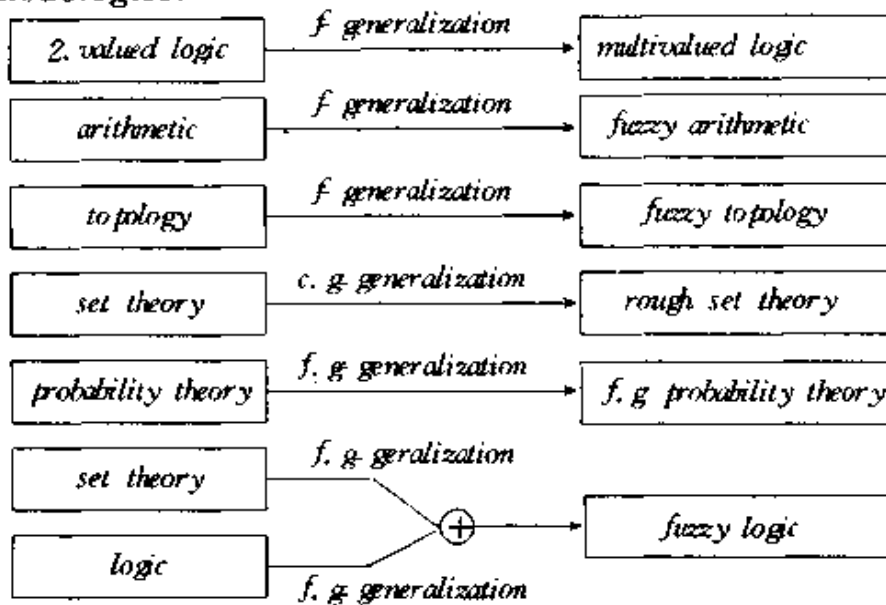 2. valued logic f- generalization multivalued logic
arithmetic f- generalization fuzzy arithmetic
topology f- generalization fuzzy topology
set theory c. g- generalization rough set theory
probability theory f. g- generalization f. g probability theory
f. g- geralization
set theory
+ fuzzy logic
logic
f. g- generalization